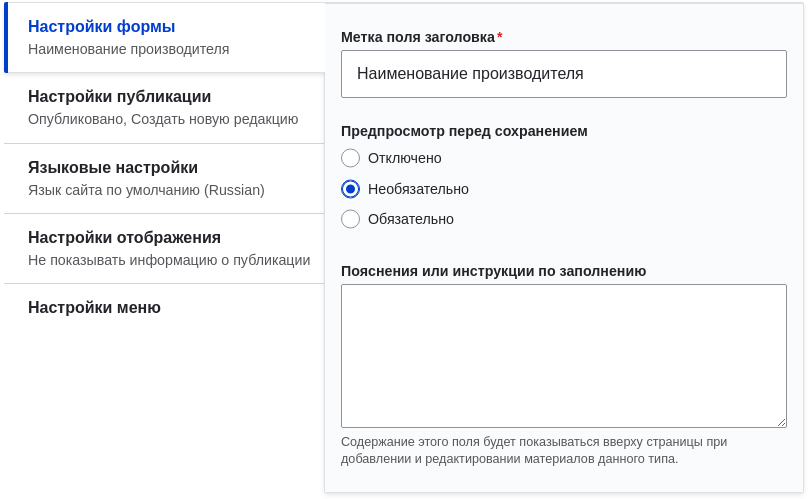 Настройки формы
Наименование производителя
Настройки публикации
Опубликовано, Создать новую редакцию
Языковые настройки
Язык сайта по умолчанию (Russian)
Настройки отображения
Не показывать информацию о публикации
Настройки меню
Метка поля заголовка*
Наименование производителя
Предпросмотр перед сохранением
Отключено
Необязательно
Обязательно
Пояснения или инструкции по заполнению
Содержание этого поля будет показываться вверху страницы при
добавлении и редактировании материалов данного типа.